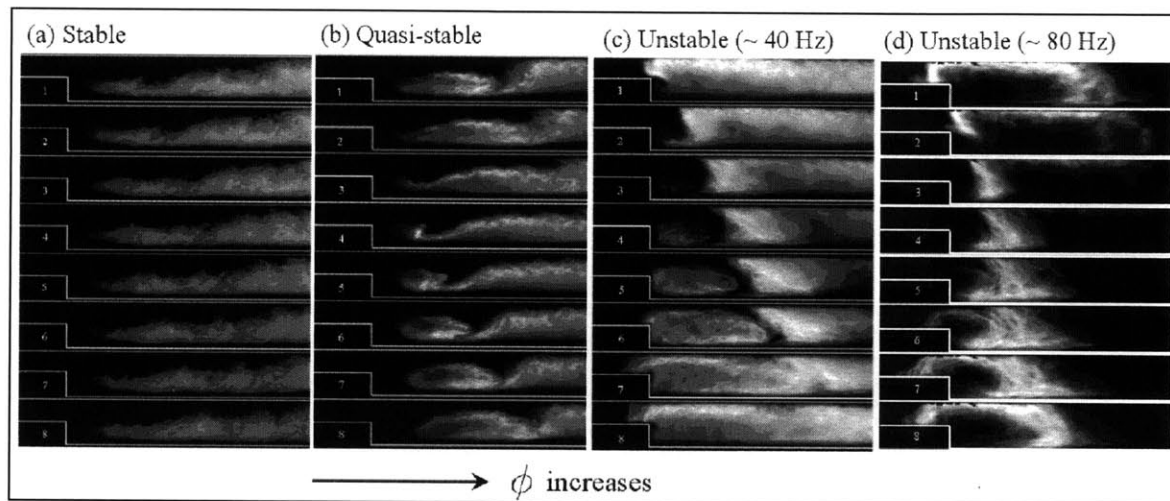 (a) Stable
(b) Quasi-stable
(c) Unstable (~ 40 Hz)
(d) Unstable (~ 80 Hz)
1 1 1 1
2 2 2 2
3 3 3 3
4 4 4 4
5 5 5 5
6 6 6 6
7 7 7 7
8 8 8 8
ϕ increases